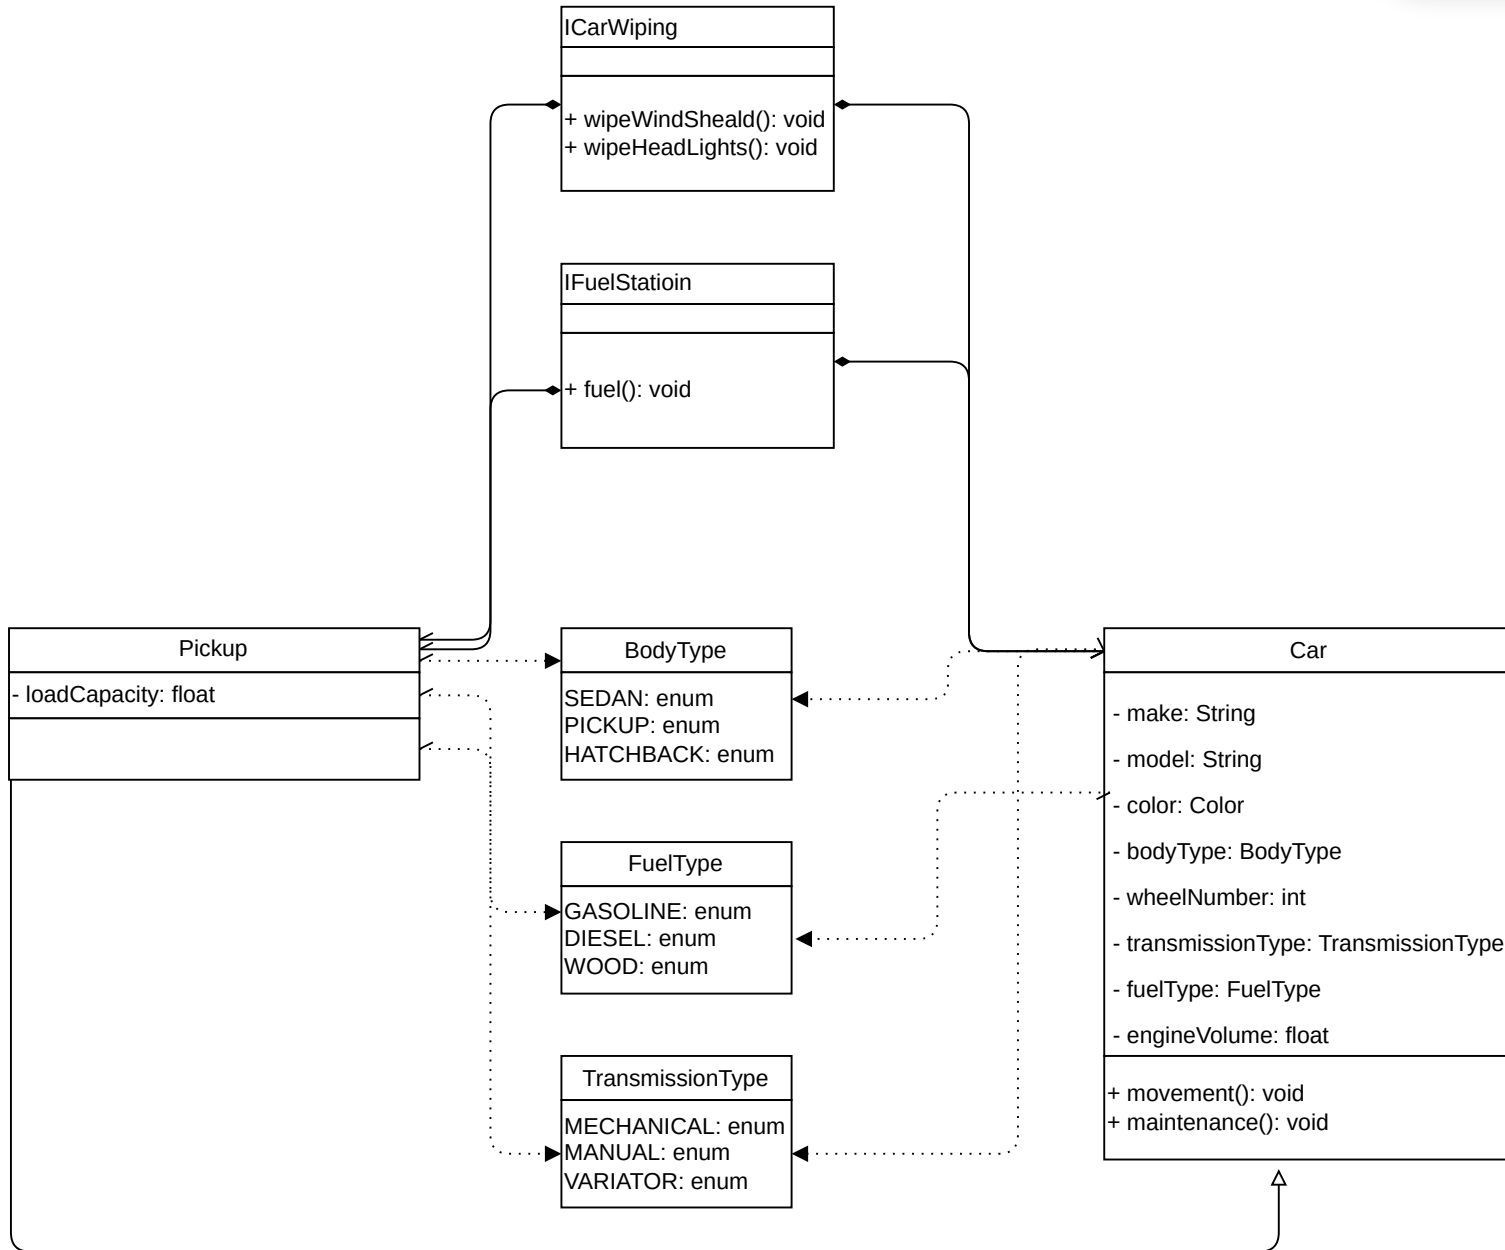 ICarWiping
+ wipeWindSheald(): void
+ wipeHeadLights(): void
IFuelStatioin
+ fuel(): void
Pickup
- loadCapacity: float
BodyType
SEDAN: enum
PICKUP: enum
HATCHBACK: enum
FuelType
GASOLINE: enum
DIESEL: enum
WOOD: enum
TransmissionType
MECHANICAL: enum
MANUAL: enum
VARIATOR: enum
Car
- make: String
- model: String
- color: Color
- bodyType: BodyType
- wheelNumber: int
- transmissionType: TransmissionType
- fuelType: FuelType
- engineVolume: float
+ movement(): void
+ maintenance(): void